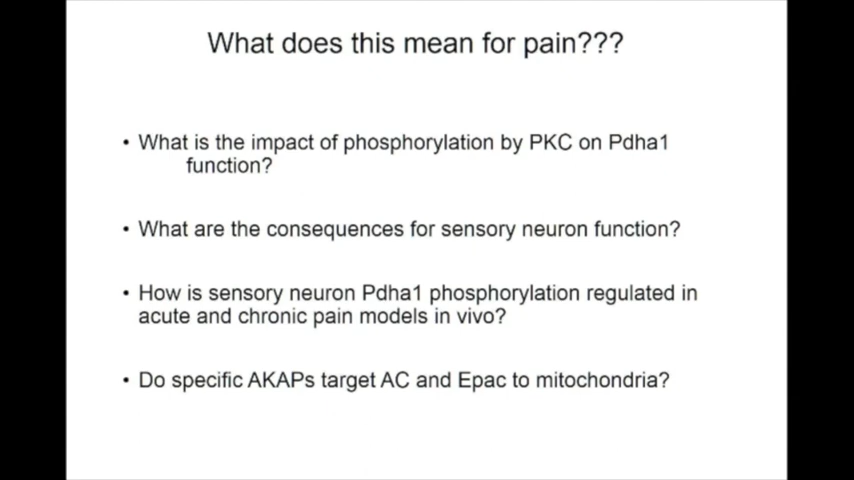 What does this mean for pain???
• What is the impact of phosphorylation by PKC on Pdha1
function?
• What are the consequences for sensory neuron function?
• How is sensory neuron Pdha1 phosphorylation regulated in
acute and chronic pain models in vivo?
• Do specific AKAPs target AC and Epac to mitochondria?